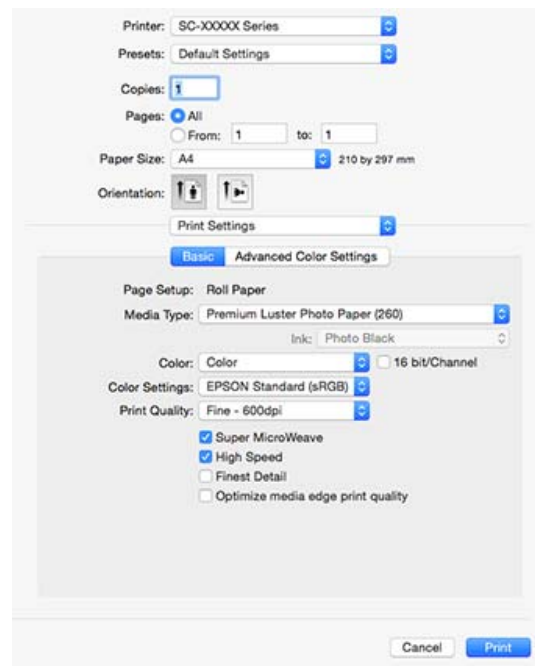 Printer: SC-XXXXX Series
Presets: Default Settings
Copies: 1
Pages: All
From: 1 to: 1
Paper Size: A4 210 by 297 mm
Orientation:
Print Settings
Basic Advanced Color Settings
Page Setup: Roll Paper
Media Type: Premium Luster Photo Paper (260)
Ink: Photo Black
Color: Color 16 bit/Channel
Color Settings: EPSON Standard (sRGB)
Print Quality: Fine - 600dpi
Super MicroWeave
High Speed
Finest Detail
Optimize media edge print quality
Cancel Print